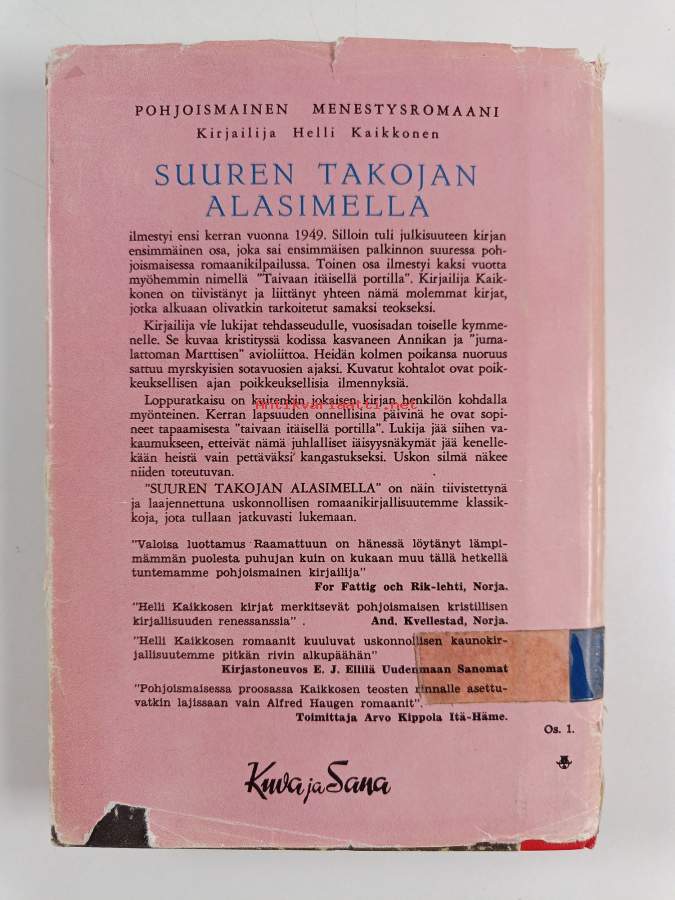 POHJOISMAINEN MENESTYSROMAANI
Kirjailija Helli Kaikkonen
SUUREN TAKOJAN
ALASIMELLA
ilmestyi ensi kerran vuonna 1949. Silloin tuli julkisuuteen kirjan
ensimmäinen osa, joka sai ensimmäisen palkinnon suuressa poh-
joismaisessa romaanikilpailussa. Toinen osa ilmestyi kaksi vuotta
myöhemmin nimellä "Taivaan itäisellä portilla". Kirjailija Kaik-
konen on tiivistänyt ja liittänyt yhteen nämä molemmat kirjat,
jotka alkuaan olivatkin tarkoitetut samaksi teokseksi.
Kirjailija vie lukijat tehdasseudulle, vuosisadan toiselle kymme-
nelle. Se kuvaa kristityssä kodissa kasvaneen Annikan ja "juma-
lattoman Marttisen" avioliittoa. Heidän kolmen poikansa nuoruus
sattuu myrskyisien sotavuosien ajaksi. Kuvatut kohtalot ovat poik-
keuksellisen ajan poikkeuksellisia ilmennyksiä.
Loppuratkaisu on kuitenkin jokaisen kirjan henkilön kohdalla
myönteinen. Kerran lapsuuden onnellisina päivinä he ovat sopi-
Antikvariaatti.net
neet tapaamisesta "taivaan itäisellä portilla". Lukija jää siihen va-
kaumukseen, etteivät nämä juhlalliset iäisyysnäkymät jää kenelle-
kään heistä vain pettäväksi kangastukseksi. Uskon silmä näkee
niiden toteutuvan.
"SUUREN TAKOJAN ALASIMELLA" on näin tiivistettynä
ja laajennettuna uskonnollisen romaanikirjallisuutemme klassik-
koja, jota tullaan jatkuvasti lukemaan.
"Valoisa luottamus Raamattuun on hänessä löytänyt lämpi-
mämmän puolesta puhujan kuin on kukaan muu tällä hetkellä
tuntemamme pohjoismainen kirjailija"
For Fattig och Rik-lehti, Norja.
"Helli Kaikkosen kirjat merkitsevät pohjoismaisen kristillisen
kirjallisuuden renessanssia". And. Kvellestad, Norja.
"Helli Kaikkosen romaanit kuuluvat uskonnollisen kaunokir-
jallisuutemme pitkän rivin alkupäähän"
Kirjastoneuvos E. J. Ellilä Uudenmaan Sanomat
"Pohjoismaisessa proosassa Kaikkosen teosten rinnalle asettu-
vatkin lajissaan vain Alfred Haugen romaanit".
Toimittaja Arvo Kippola Itä-Häme.
Os. 1.
Kuva ja Sana